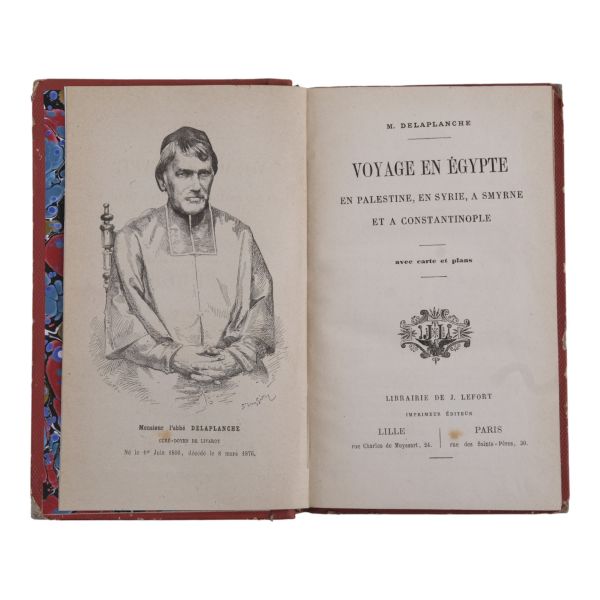 Monsieur l'abbé DELAPLANCHE
CURÉ-DOYEN DE LIVAROT
Né le 1er Juin 1806, décédé le 8 mars 1876.
M. DELAPLANCHE
VOYAGE EN ÉGYPTE
EN PALESTINE, EN SYRIE, A SMYRNE
ET A CONSTANTINOPLE
avec carte et plans
LIBRAIRIE DE J. LEFORT
IMPRIMEUR ÉDITEUR
LILLE
rue Charles de Muyssart, 24.
PARIS
rue des Saints-Pères, 30.